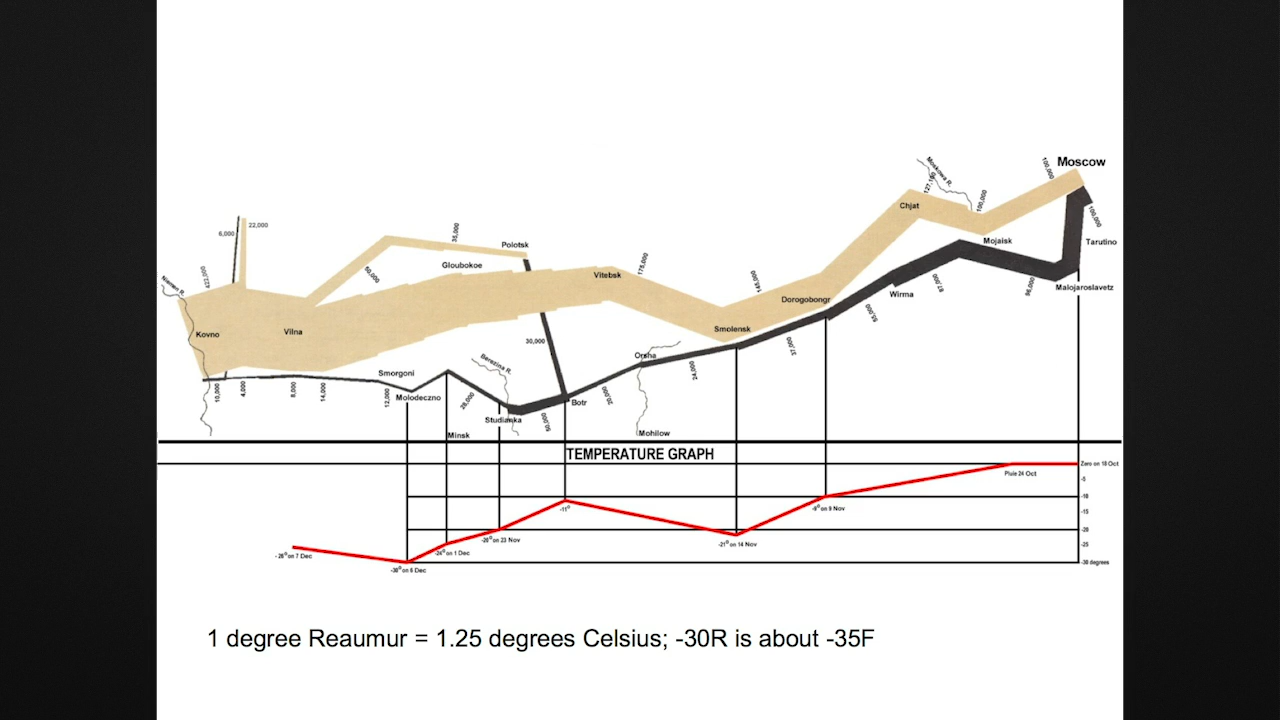 Moscow
100,000
Moskowa R.
127,100
100,000
Chjat
100,000
Mojaisk
Tarutino
22,000
6,000
35,000
Polotsk
Gloubokoe
Vitebsk
175,000
145,000
422,000
Niemen R.
Malojaroslavetz
96,000
87,000
Wirma
Dorogobongr
55,000
Smolensk
Kovno
Vilna
30,000
37,000
Orsha
Berezina R.
24,000
Smorgoni
Molodeczno
10,000
4,000
8,000
14,000
12,000
28,000
20,000
Botr
Studianka
50,000
Minsk
Mohilow
TEMPERATURE GRAPH
Zero on 18 Oct
Pluie 24 Oct
-5
-10
-15
-20
-25
-30 degrees
-9° on 9 Nov
-11°
-21° on 14 Nov
-20° on 23 Nov
-24° on 1 Dec
-30° on 6 Dec
-26° on 7 Dec
1 degree Reaumur = 1.25 degrees Celsius; -30R is about -35F